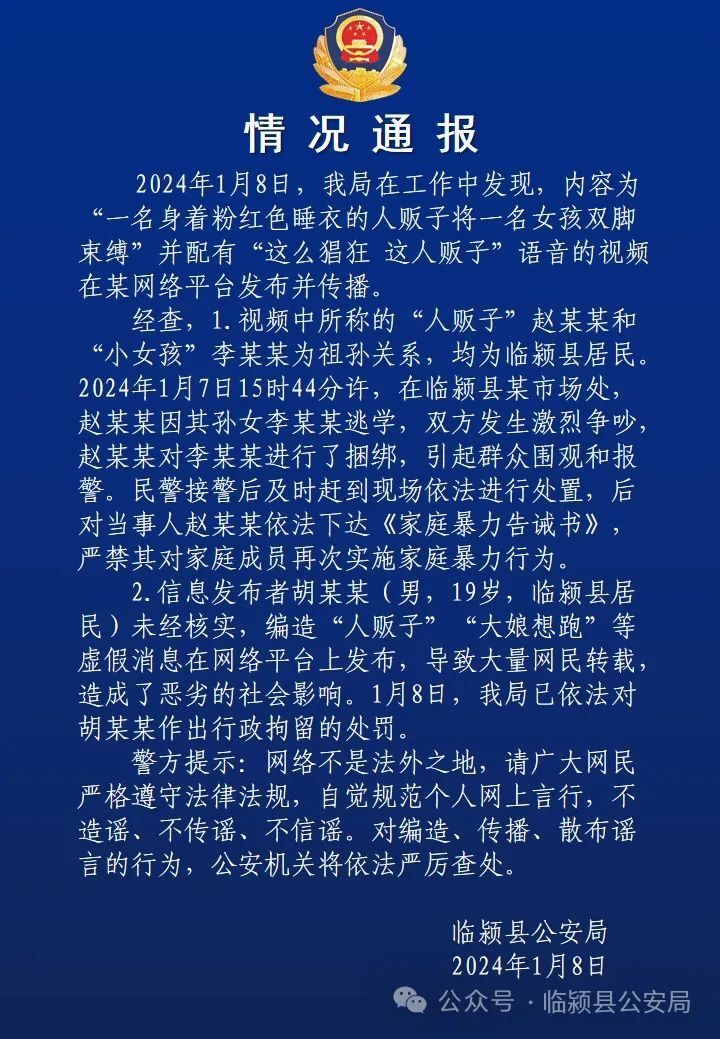 情况通报
2024年1月8日，我局在工作中发现，内容为
“一名身着粉红色睡衣的人贩子将一名女孩双脚
束缚”并配有“这么猖狂 这人贩子”语音的视频
在某网络平台发布并传播。
经查，1.视频中所称的“人贩子”赵某某和
“小女孩”李某某为祖孙关系，均为临颍县居民。
2024年1月7日15时44分许，在临颍县某市场处，
赵某某因其孙女李某某逃学，双方发生激烈争吵，
赵某某对李某某进行了捆绑，引起群众围观和报
警。民警接警后及时赶到现场依法进行处置，后
对当事人赵某某依法下达《家庭暴力告诫书》，
严禁其对家庭成员再次实施家庭暴力行为。
2.信息发布者胡某某（男，19岁，临颍县居
民）未经核实，编造“人贩子”“大娘想跑”等
虚假消息在网络平台上发布，导致大量网民转载，
造成了恶劣的社会影响。1月8日，我局已依法对
胡某某作出行政拘留的处罚。
警方提示：网络不是法外之地，请广大网民
严格遵守法律法规，自觉规范个人网上言行，不
造谣、不传谣、不信谣。对编造、传播、散布谣
言的行为，公安机关将依法严厉查处。
临颍县公安局
2024年1月8日
公众号·临颍县公安局